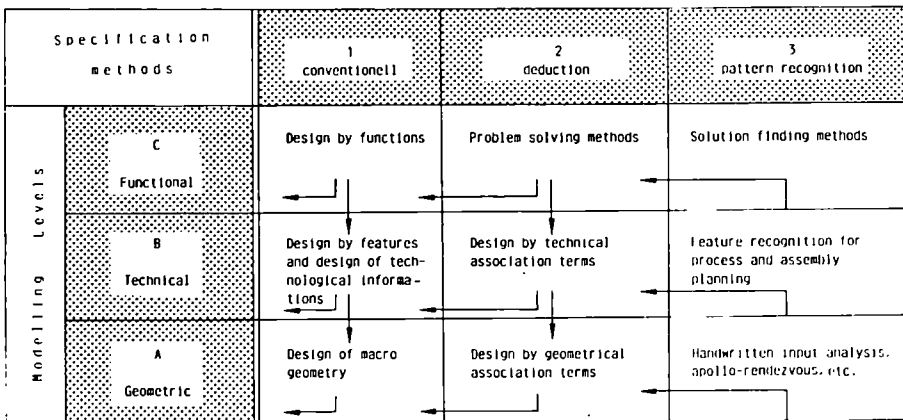 Specification
methods
1
conventionell
2
deduction
3
pattern recognition
Modelling Levels
C
Functional
Design by functions
Problem solving methods
Solution finding methods
B
Technical
Design by features
and design of tech-
nological informa-
tions
Design by technical
association terms
Feature recognition for
process and assembly
planning
A
Geometric
Design of macro
geometry
Design by geometrical
association terms
Handwritten input analysis,
apollo-rendezvous, etc.